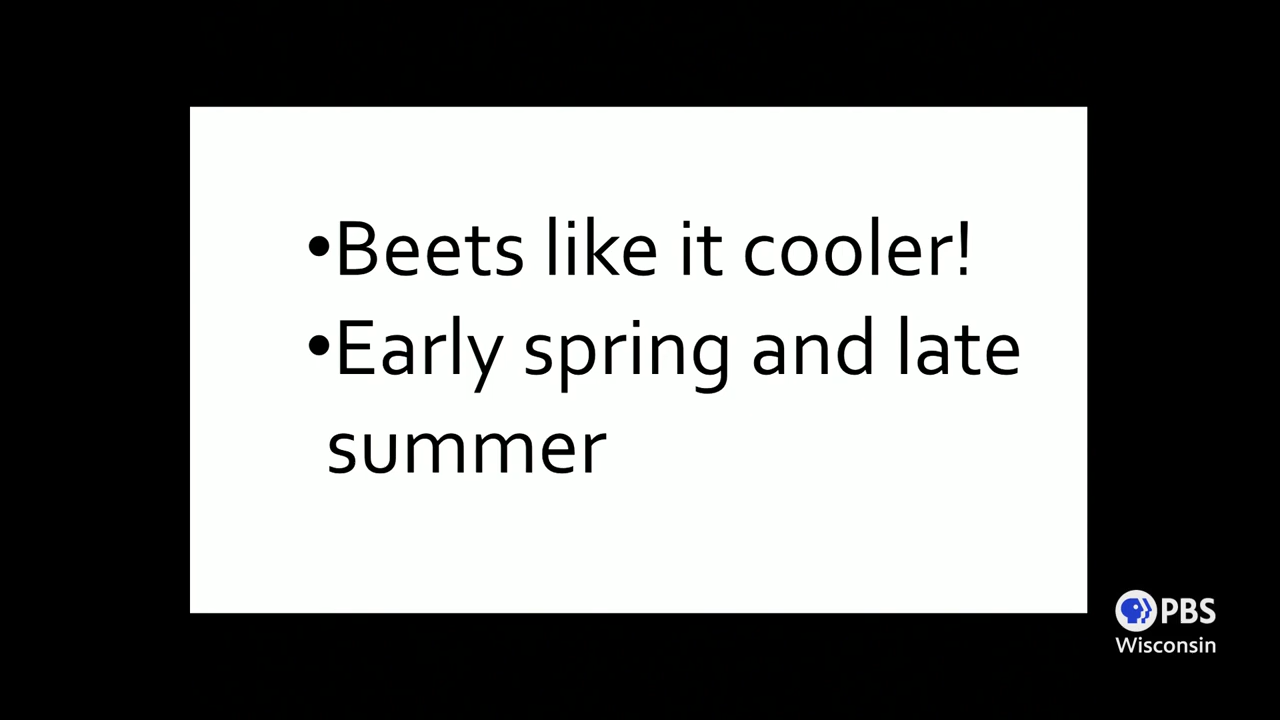 •Beets like it cooler!
•Early spring and late
summer
PBS
Wisconsin